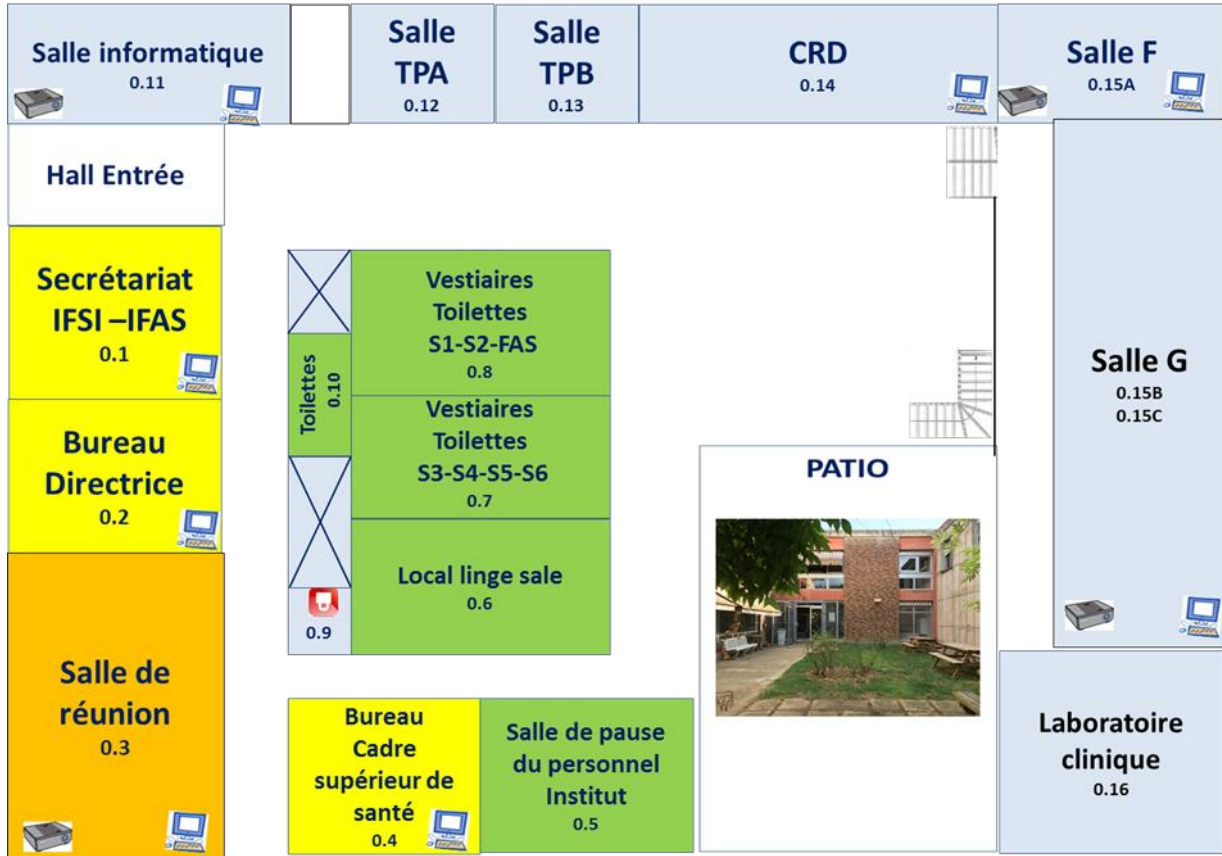 Salle informatique
0.11
Salle
TPA
0.12
Salle
TPB
0.13
CRD
0.14
Salle F
0.15A
Hall Entrée
Secrétariat
IFSI –IFAS
0.1
Bureau
Directrice
0.2
Salle de
réunion
0.3
Toilettes
0.10
0.9
Vestiaires
Toilettes
S1-S2-FAS
0.8
Vestiaires
Toilettes
S3-S4-S5-S6
0.7
Local linge sale
0.6
Bureau
Cadre
supérieur de
santé
0.4
Salle de pause
du personnel
Institut
0.5
PATIO
Salle G
0.15B
0.15C
Laboratoire
clinique
0.16